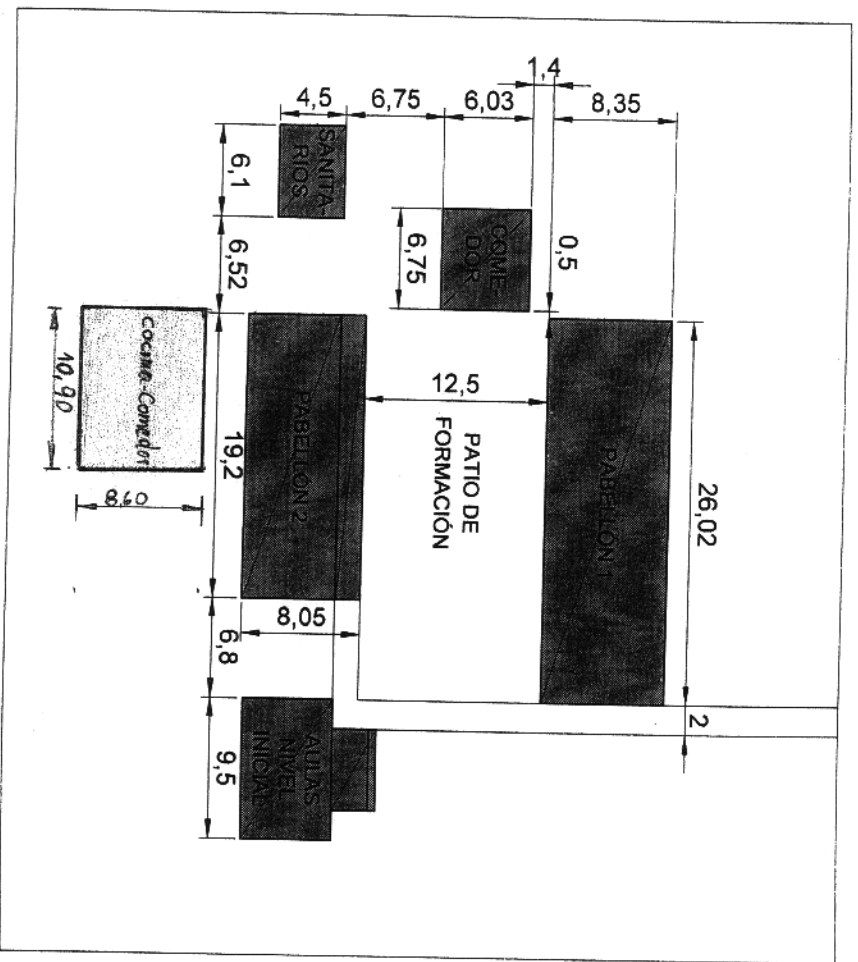 1,4
4,5
6,75
6,03
8,35
SANITA-
RIOS
6,1
6,52
COME-
DOR
6,75
0,5
Cocina-Comedor
10,90
8,60
PABELLÓN 2
19,2
12,5
PATIO DE
FORMACIÓN
PABELLÓN 1
26,02
8,05
6,8
2
AULAS
NIVEL
INICIAL
9,5